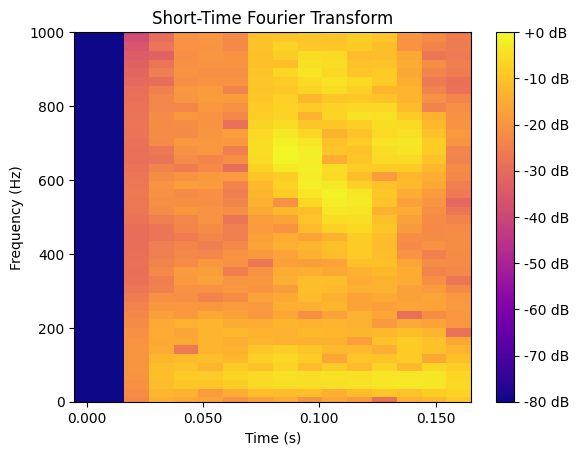 Short-Time Fourier Transform
1000
800
600
400
200
0
Frequency (Hz)
0.000
0.050
0.100
0.150
Time (s)
+0 dB
-10 dB
-20 dB
-30 dB
-40 dB
-50 dB
-60 dB
-70 dB
-80 dB